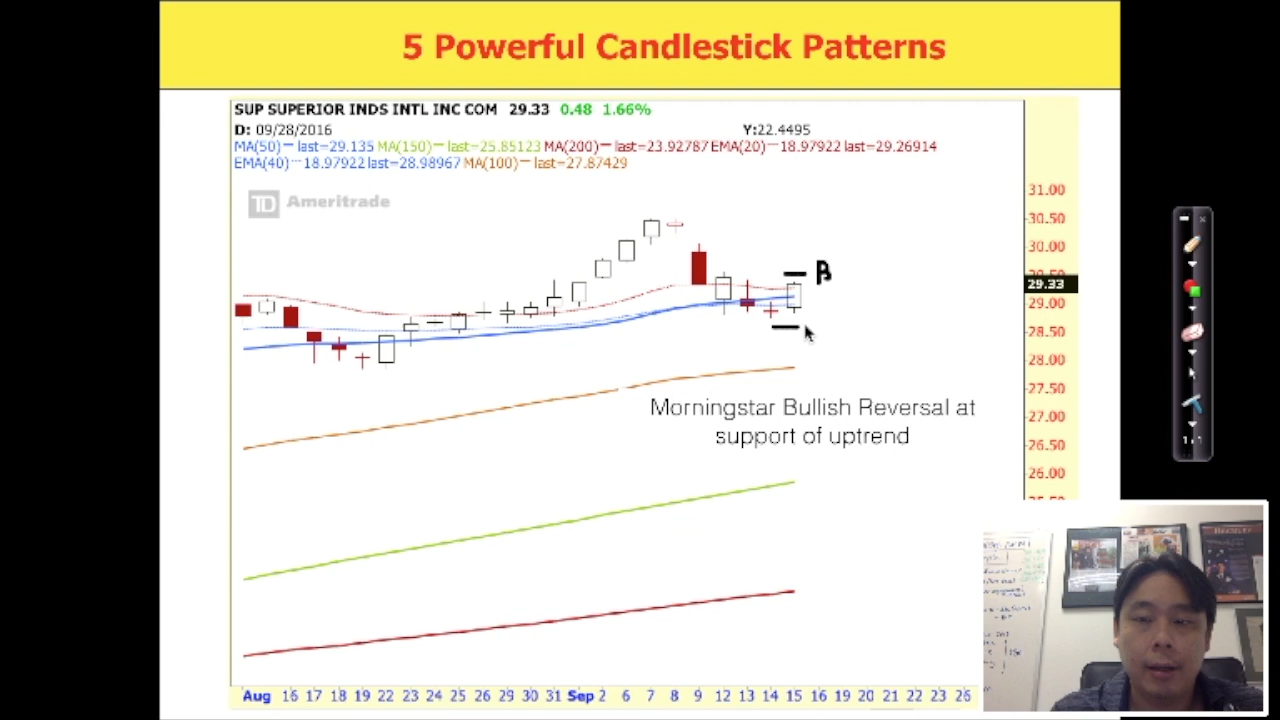 5 Powerful Candlestick Patterns
SUP SUPERIOR INDS INTL INC COM 29.33 0.48 1.66%
D: 09/28/2016 Y:22.4495
MA(50) last=29.135 MA(150) last=25.85123 MA(200) last=23.92787 EMA(20) 18.97922 last=29.26914
EMA(40) 18.97922 last=28.98967 MA(100) last=27.87429
TD Ameritrade
31.00
30.50
30.00
B
29.33
29.00
28.50
28.00
27.50
Morningstar Bullish Reversal at
27.00
support of uptrend
26.50
26.00
1/1
Aug 16 17 18 19 22 23 24 25 26 29 30 31 Sep 2 6 7 8 9 12 13 14 15 16 19 20 21 22 23 26